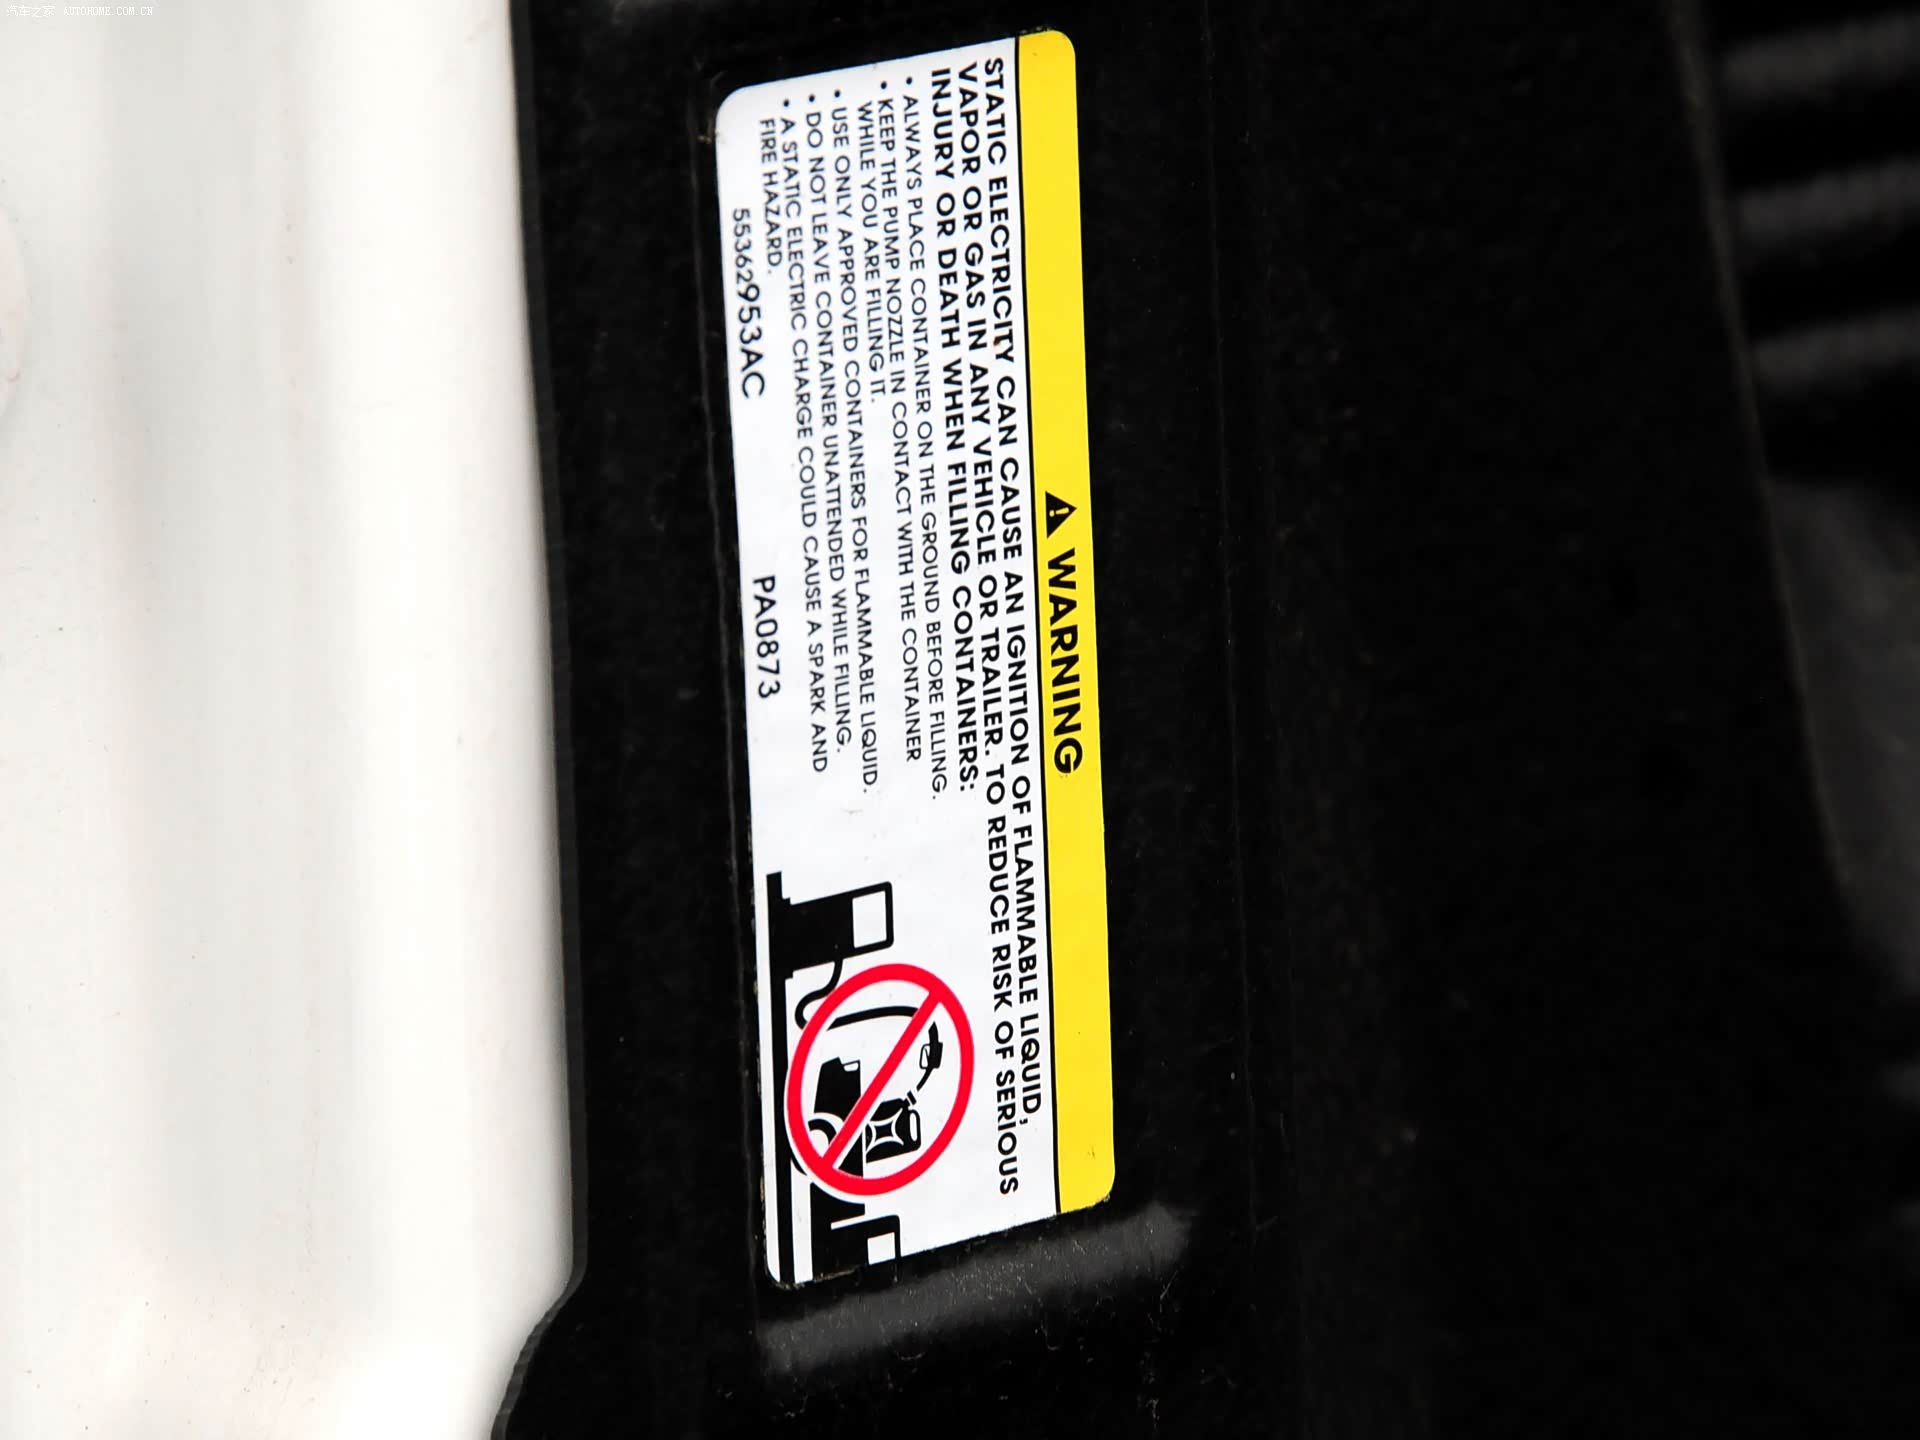 汽车之家 AUTOHOME.COM.CN
WARNING
STATIC ELECTRICITY CAN CAUSE AN IGNITION OF FLAMMABLE LIQUID,
VAPOR OR GAS IN ANY VEHICLE OR TRAILER. TO REDUCE RISK OF SERIOUS
INJURY OR DEATH WHEN FILLING CONTAINERS:
• ALWAYS PLACE CONTAINER ON THE GROUND BEFORE FILLING.
• KEEP THE PUMP NOZZLE IN CONTACT WITH THE CONTAINER
WHILE YOU ARE FILLING IT.
• USE ONLY APPROVED CONTAINERS FOR FLAMMABLE LIQUID.
• DO NOT LEAVE CONTAINER UNATTENDED WHILE FILLING.
• A STATIC ELECTRIC CHARGE COULD CAUSE A SPARK AND
FIRE HAZARD.
55362953AC PA0873